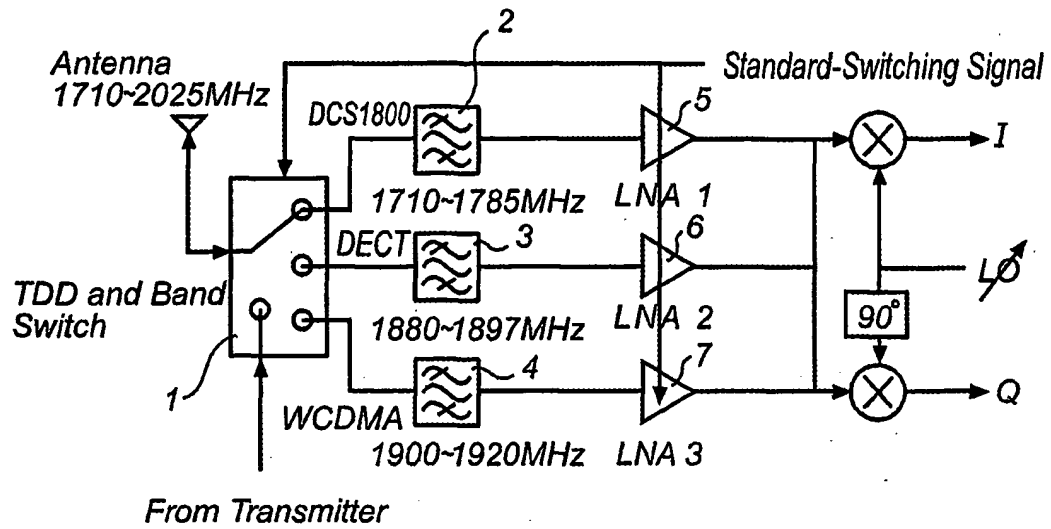 2
Antenna
1710~2025MHz
Standard-Switching Signal
DCS1800
5
I
1710~1785MHz
LNA 1
DECT
3
6
LO
TDD and Band
Switch
1880~1897MHz
LNA 2
90°
1
4
7
WCDMA
Q
1900~1920MHz
LNA 3
From Transmitter